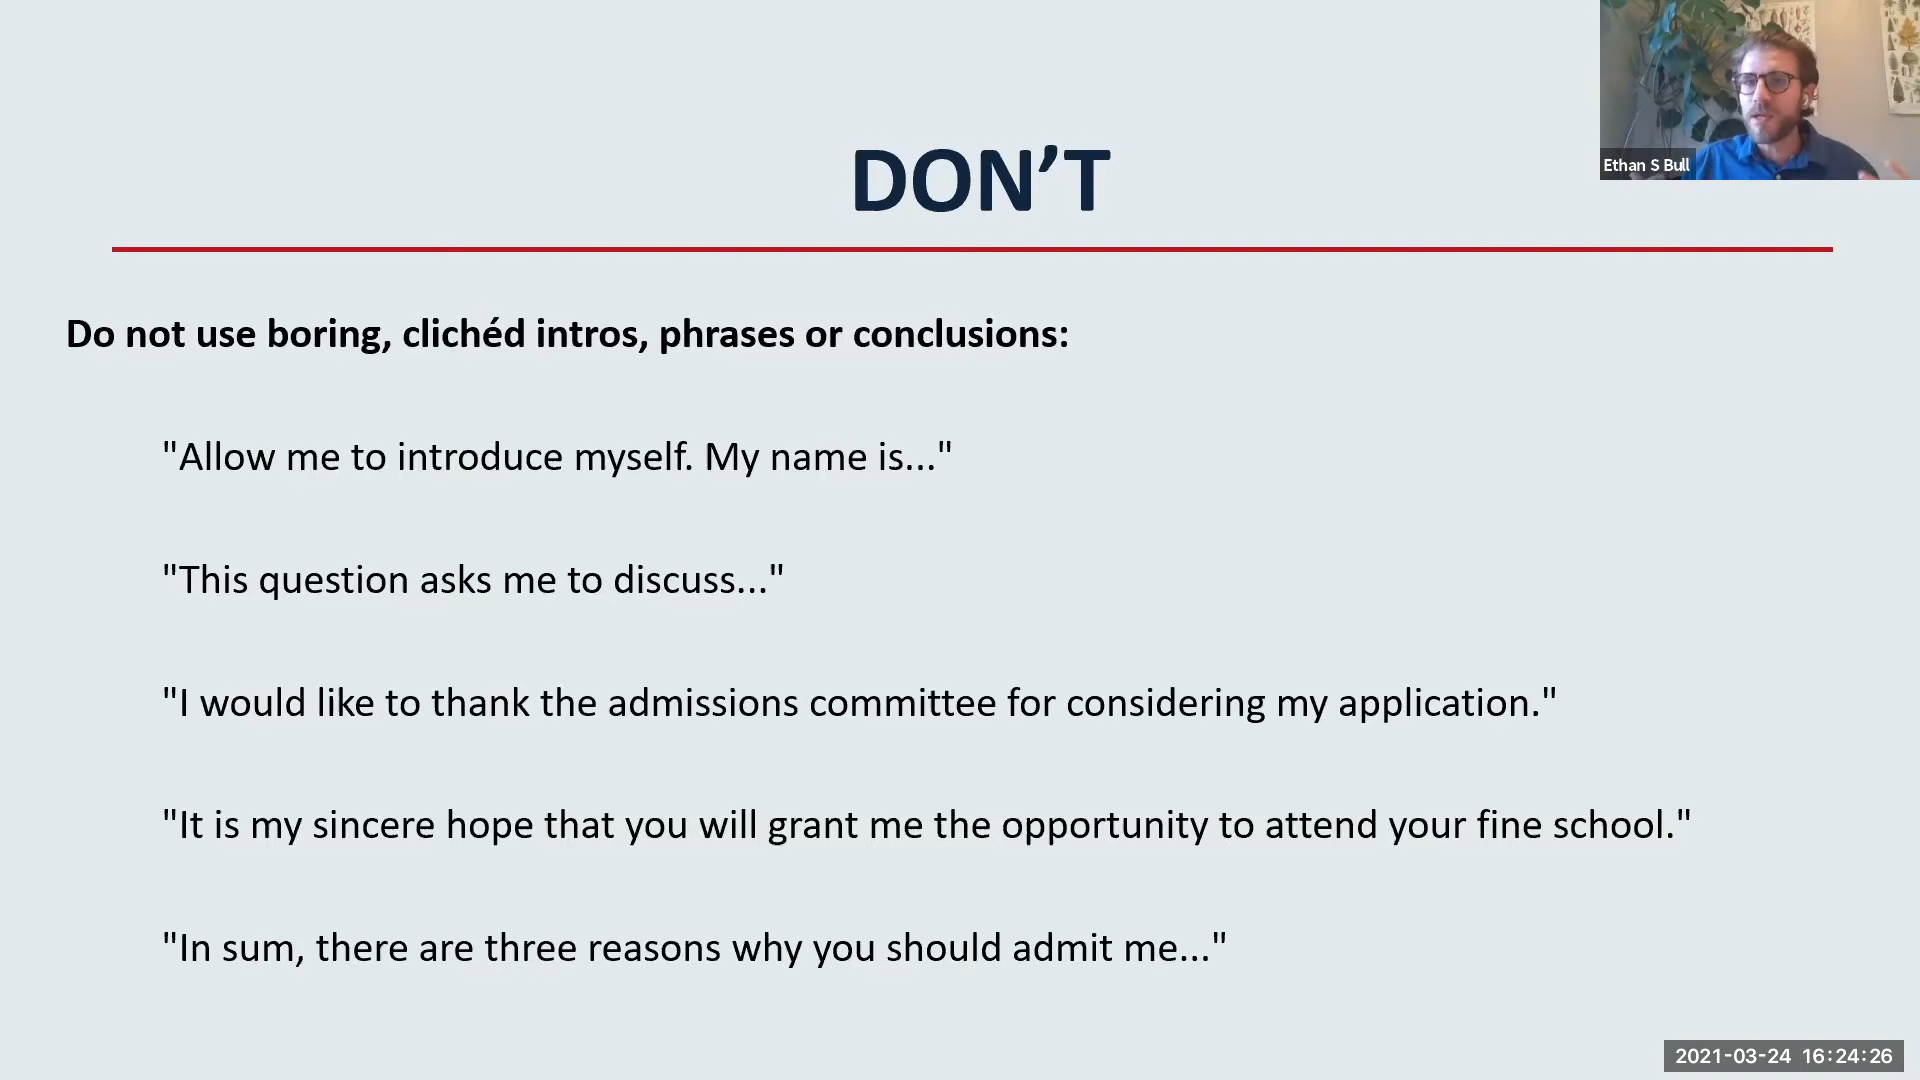 DON’T
Ethan S Bull
Do not use boring, clichéd intros, phrases or conclusions:
"Allow me to introduce myself. My name is..."
"This question asks me to discuss..."
"I would like to thank the admissions committee for considering my application."
"It is my sincere hope that you will grant me the opportunity to attend your fine school."
"In sum, there are three reasons why you should admit me..."
2021-03-24 16:24:26